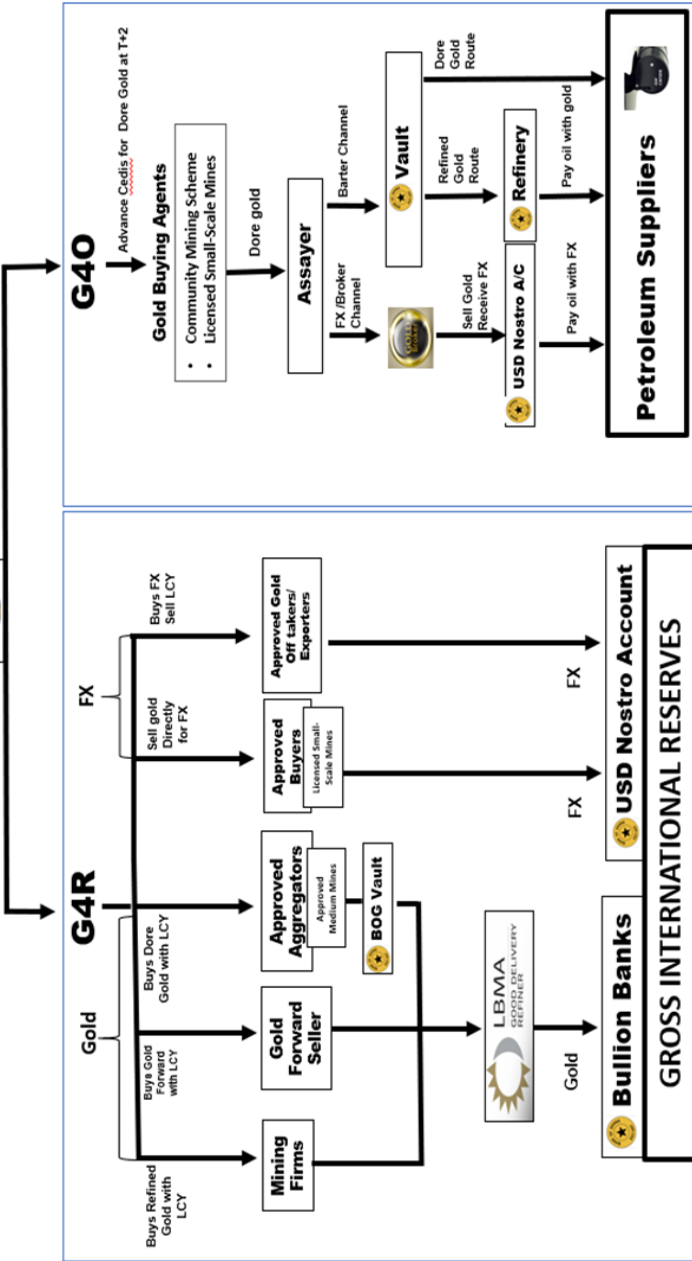 G4R
G4O
Gold
FX
Buys Refined
Gold with
LCY
Buys Gold
Forward
with LCY
Buys Dore
Gold with LCY
Sell gold
Directly
for FX
Buys FX
Sell LCY
Mining
Firms
Gold
Forward
Seller
Approved
Aggregators
Approved
Medium Mines
BOG Vault
Approved
Buyers
Licensed Small-
Scale Mines
Approved Gold
Off takers/
Exporters
LBMA
GOOD DELIVERY
REFINER
Gold
FX
FX
Bullion Banks
USD Nostro Account
GROSS INTERNATIONAL RESERVES
Advance Cedis for Dore Gold at T+2
Gold Buying Agents
• Community Mining Scheme
• Licensed Small-Scale Mines
Dore gold
Assayer
FX /Broker
Channel
Barter Channel
GOLD
Broker
Vault
Sell Gold
Receive FX
Refined
Gold
Route
Dore
Gold
Route
USD Nostro A/C
Refinery
Pay oil with FX
Pay oil with gold
Petroleum Suppliers